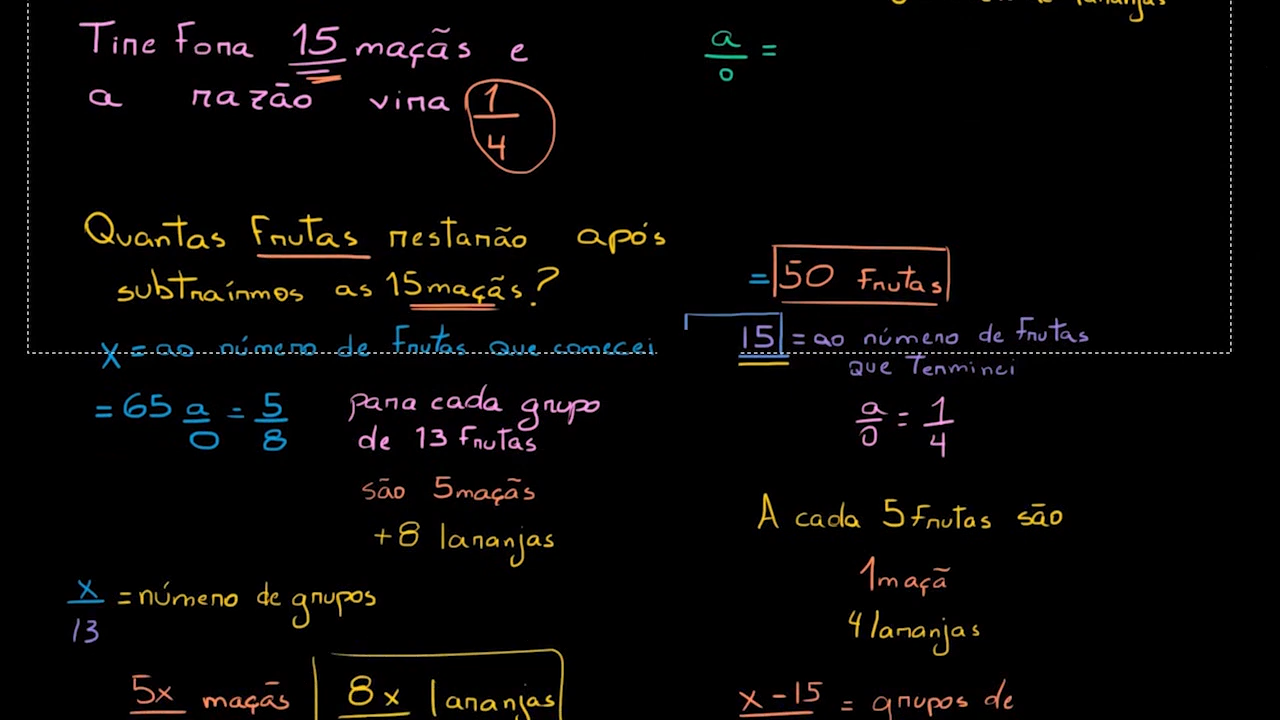 laranjas
Tire fora 15 maçãs e
a razão vira 1/4
a/o =
Quantas frutas restarão após
subtraírmos as 15 maçãs?
= 50 frutas
x = ao número de frutas que comecei
15 = ao número de frutas
que terminei
= 65 a/o = 5/8
para cada grupo
de 13 frutas
são 5 maçãs
+ 8 laranjas
a/o = 1/4
A cada 5 frutas são
1 maçã
4 laranjas
x/13 = número de grupos
5x maçãs | 8x laranjas
x - 15 = grupos de